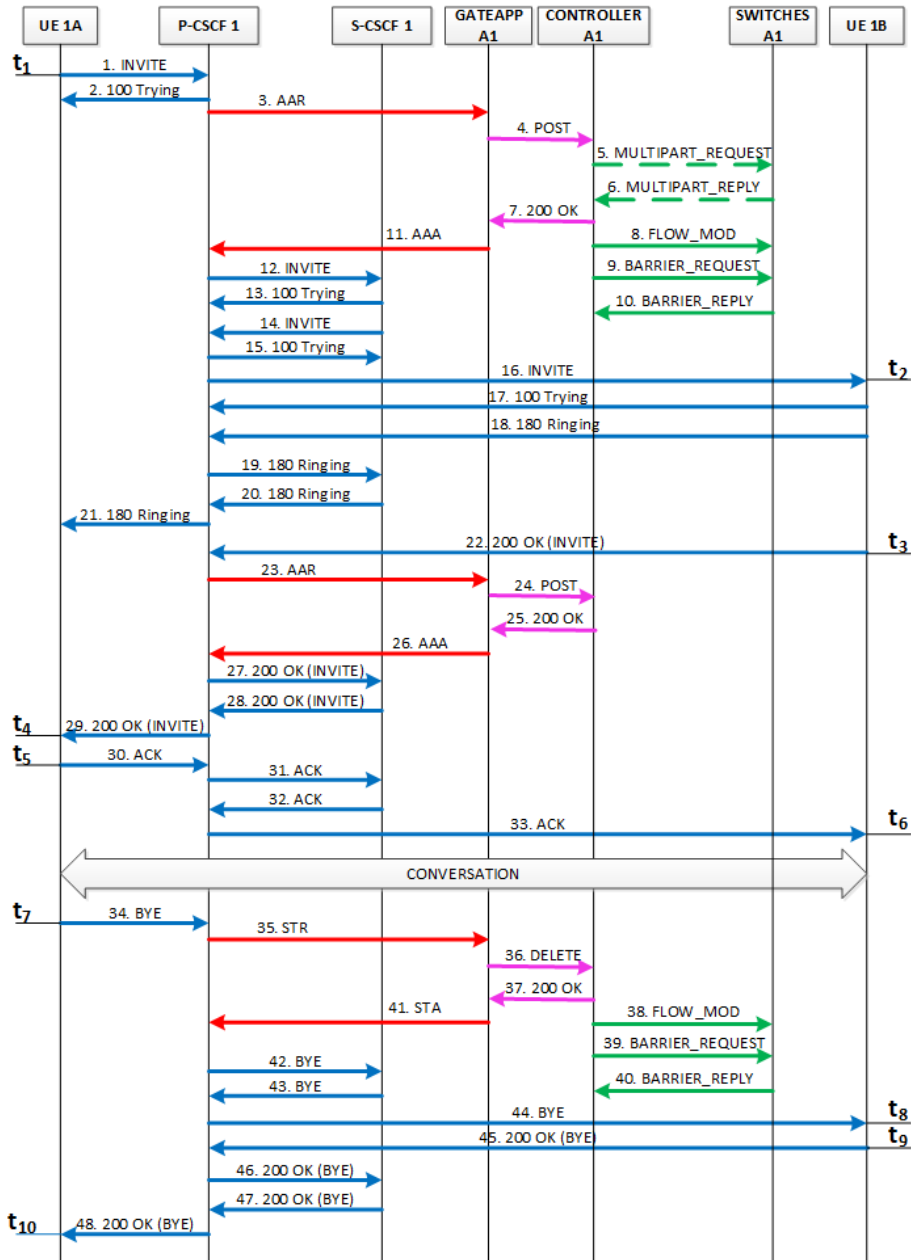 UE 1A
P-CSCF 1
S-CSCF 1
GATEAPP
A1
CONTROLLER
A1
SWITCHES
A1
UE 1B
t1
1. INVITE
2. 100 Trying
3. AAR
4. POST
5. MULTIPART_REQUEST
6. MULTIPART_REPLY
7. 200 OK
11. AAA
8. FLOW_MOD
12. INVITE
9. BARRIER_REQUEST
13. 100 Trying
10. BARRIER_REPLY
14. INVITE
15. 100 Trying
16. INVITE
t2
17. 100 Trying
18. 180 Ringing
19. 180 Ringing
20. 180 Ringing
21. 180 Ringing
22. 200 OK (INVITE)
t3
23. AAR
24. POST
25. 200 OK
26. AAA
27. 200 OK (INVITE)
28. 200 OK (INVITE)
t4
29. 200 OK (INVITE)
t5
30. ACK
31. ACK
32. ACK
33. ACK
t6
CONVERSATION
t7
34. BYE
35. STR
36. DELETE
37. 200 OK
41. STA
38. FLOW_MOD
39. BARRIER_REQUEST
42. BYE
40. BARRIER_REPLY
43. BYE
44. BYE
t8
45. 200 OK (BYE)
t9
46. 200 OK (BYE)
47. 200 OK (BYE)
t10
48. 200 OK (BYE)